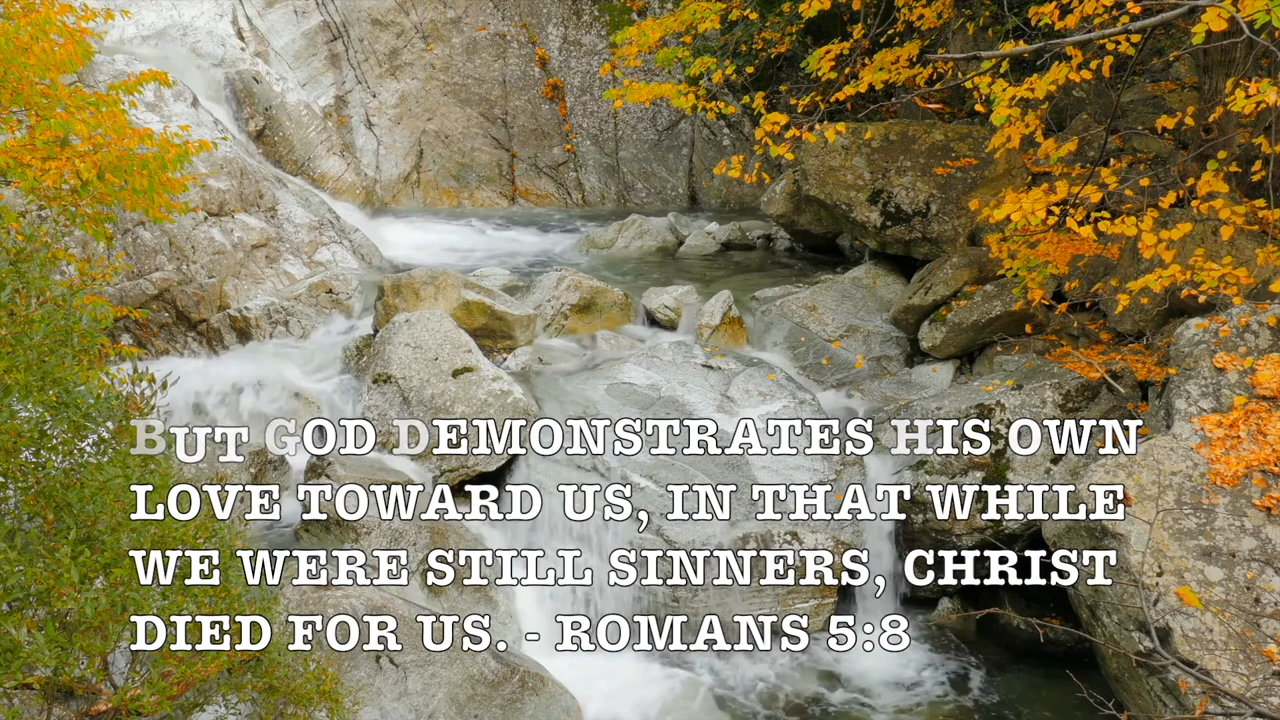 BUT GOD DEMONSTRATES HIS OWN
LOVE TOWARD US, IN THAT WHILE
WE WERE STILL SINNERS, CHRIST
DIED FOR US. - ROMANS 5:8